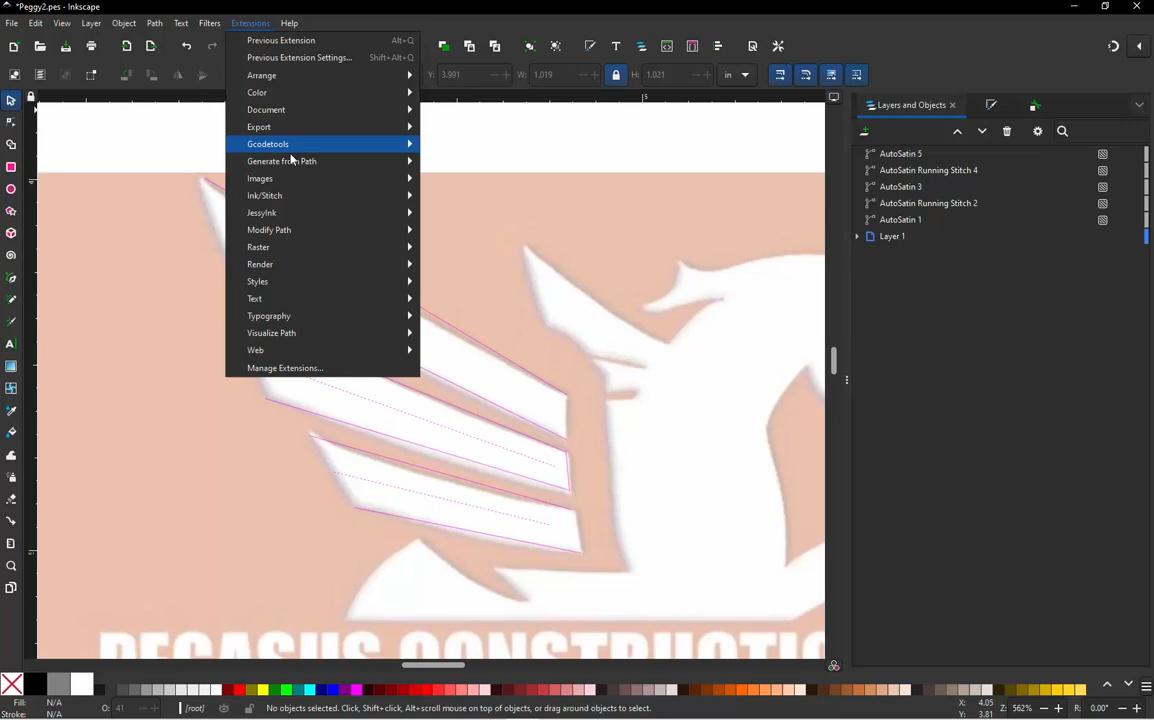 *Peggy2.pes - Inkscape
File Edit View Layer Object Path Text Filters Extensions Help
Previous Extension Alt+Q
Previous Extension Settings... Shift+Alt+Q
Arrange
Color
Document
Export
Gcodetools
Generate from Path
Images
Ink/Stitch
JessyInk
Modify Path
Raster
Render
Styles
Text
Typography
Visualize Path
Web
Manage Extensions...
Y: 3.991 W: 1.019 H: 1.021 in
5
Layers and Objects
AutoSatin 5
AutoSatin Running Stitch 4
AutoSatin 3
AutoSatin Running Stitch 2
AutoSatin 1
Layer 1
PEGASUS CONSTRUCTIO
Fill: N/A
Stroke: N/A
O: 41
[root]
No objects selected. Click, Shift+click, Alt+scroll mouse on top of objects, or drag around objects to select.
X: 4.05
Y: 3.81
Z: 562%
R: 0.00°